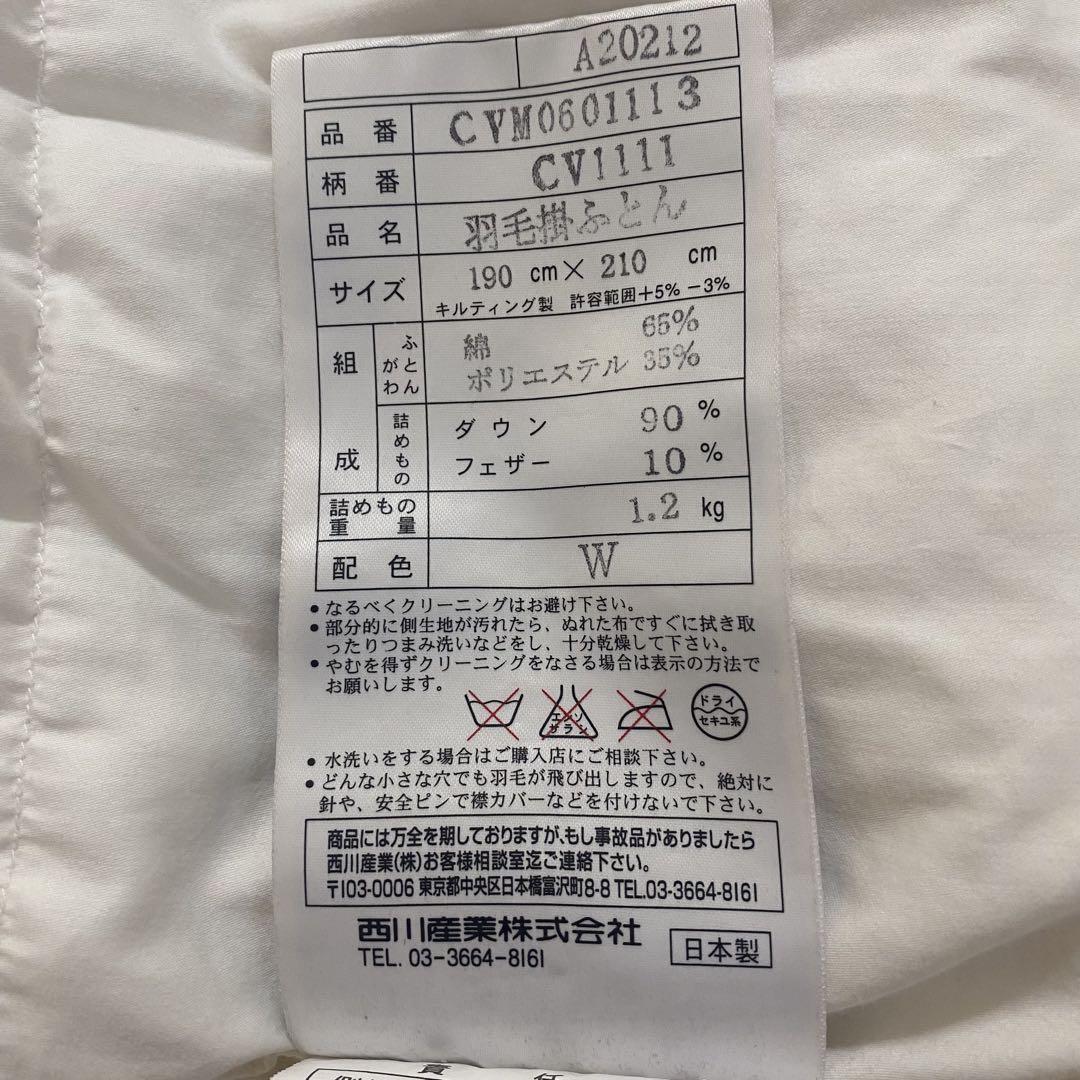 A20212
品番 CVM0601113
柄番 CV1111
品名 羽毛掛ふとん
サイズ 190 cm × 210 cm
キルティング製 許容範囲+5% −3%
組成
ふとんがわ
綿 65%
ポリエステル 35%
詰めもの
ダウン 90 %
フェザー 10 %
詰めもの重量 1.2 kg
配色 W
●なるべくクリーニングはお避け下さい。
●部分的に側生地が汚れたら、ぬれた布ですぐに拭き取
ったりつまみ洗いなどをし、十分乾燥して下さい。
●やむを得ずクリーニングをなさる場合は表示の方法で
お願いします。
エンソサラシ
ドライ
セキユ系
●水洗いをする場合はご購入店にご相談下さい。
●どんな小さな穴でも羽毛が飛び出しますので、絶対に
針や、安全ピンで襟カバーなどを付けないで下さい。
商品には万全を期しておりますが、もし事故品がありましたら
西川産業(株)お客様相談室迄ご連絡下さい。
〒103-0006 東京都中央区日本橋富沢町8-8 TEL.03-3664-8161
西川産業株式会社
TEL. 03-3664-8161
日本製